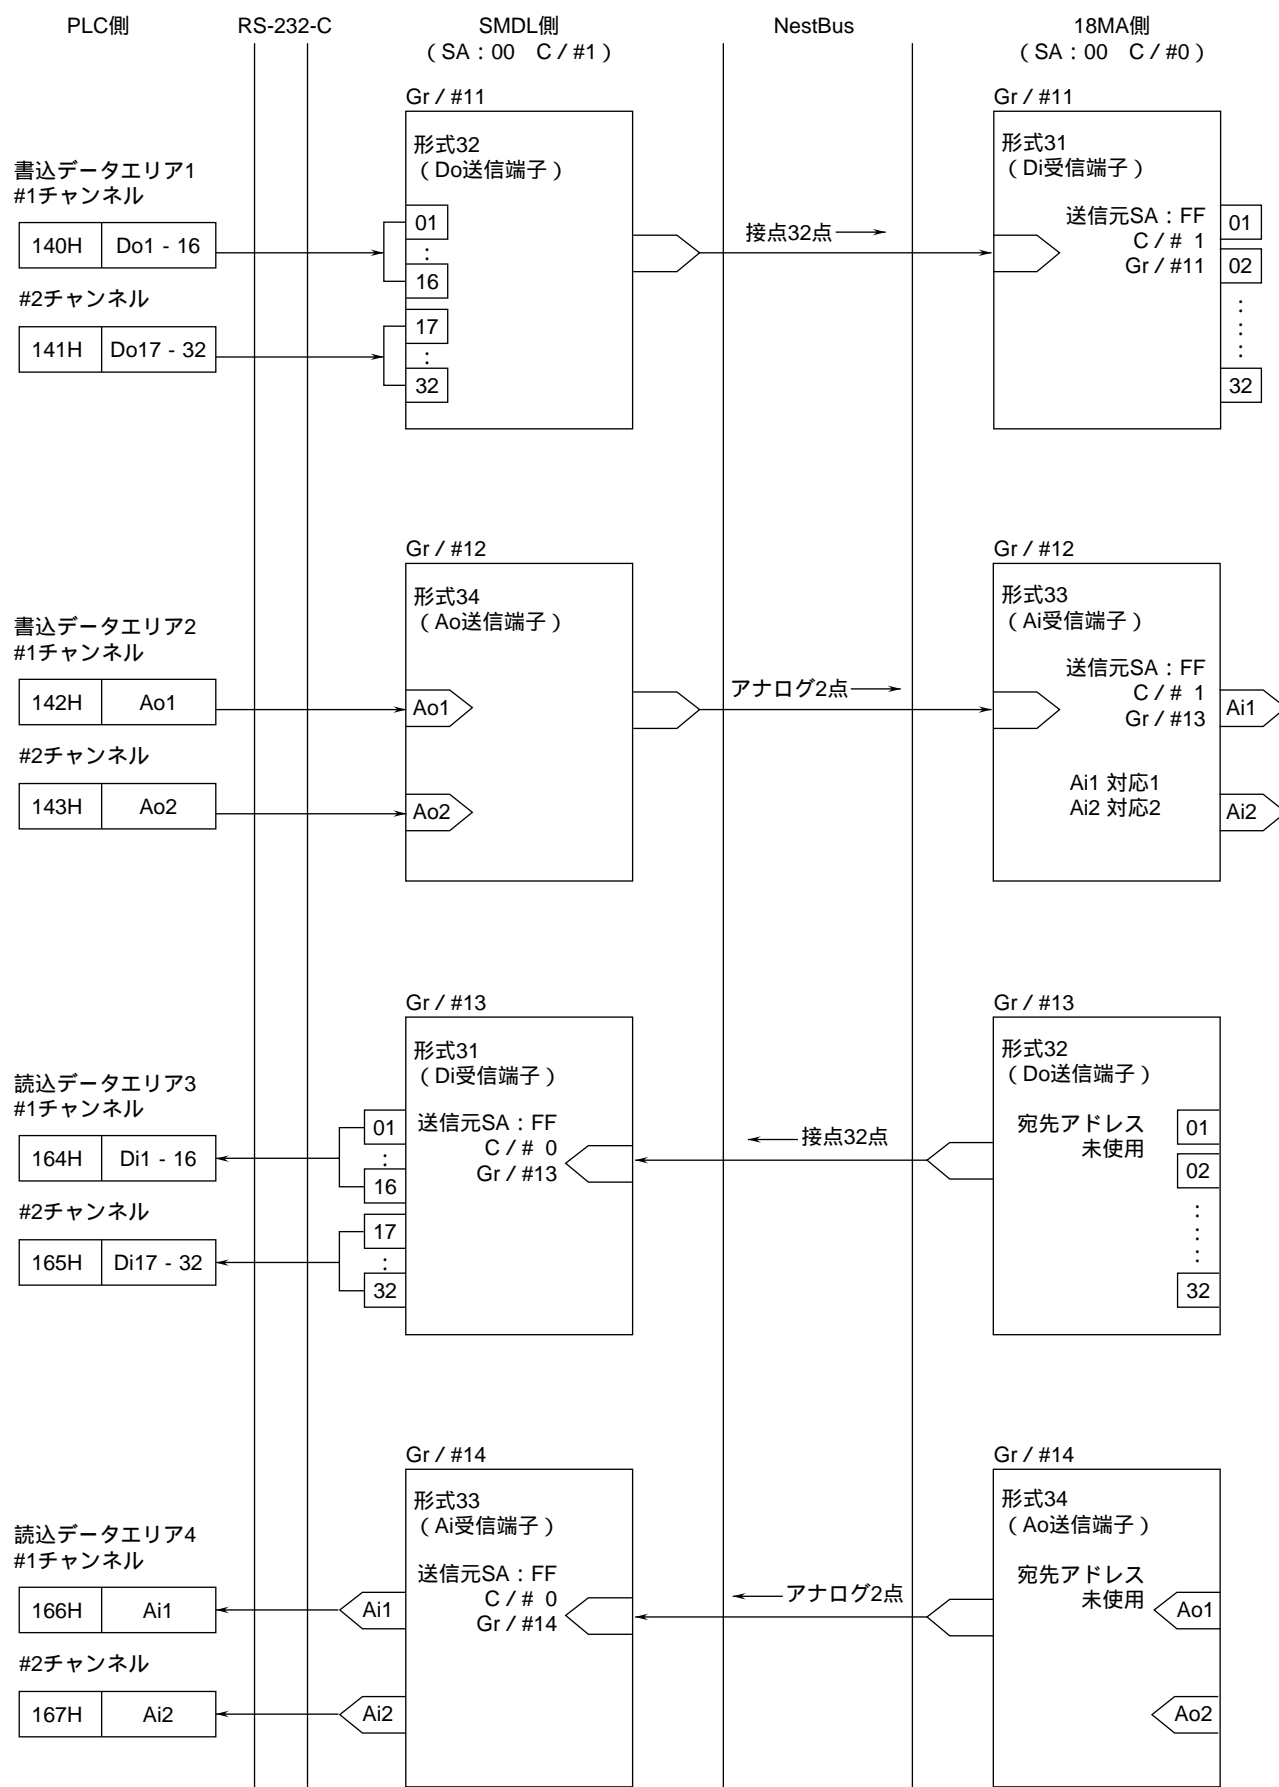 PLC側
RS-232-C
SMDL側
NestBus
18MA側
（SA：00　C／#1）
（SA：00　C／#0）
Gr／#11
Gr／#11
形式32
（Do送信端子）
形式31
（Di受信端子）
書込データエリア1
#1チャンネル
140H
Do1 - 16
01
：
16
接点32点
送信元SA：FF
C／# 1
Gr／#11
01
02
32
#2チャンネル
141H
Do17 - 32
17
：
32
Gr／#12
Gr／#12
形式34
（Ao送信端子）
形式33
（Ai受信端子）
書込データエリア2
#1チャンネル
142H
Ao1
Ao1
アナログ2点
送信元SA：FF
C／# 1
Gr／#13
Ai1
#2チャンネル
143H
Ao2
Ao2
Ai1 対応1
Ai2 対応2
Ai2
Gr／#13
Gr／#13
形式31
（Di受信端子）
形式32
（Do送信端子）
読込データエリア3
#1チャンネル
164H
Di1 - 16
01
：
16
送信元SA：FF
C／# 0
Gr／#13
接点32点
宛先アドレス
未使用
01
02
32
#2チャンネル
165H
Di17 - 32
17
：
32
Gr／#14
Gr／#14
形式33
（Ai受信端子）
形式34
（Ao送信端子）
読込データエリア4
#1チャンネル
166H
Ai1
Ai1
送信元SA：FF
C／# 0
Gr／#14
アナログ2点
宛先アドレス
未使用
Ao1
#2チャンネル
167H
Ai2
Ai2
Ao2